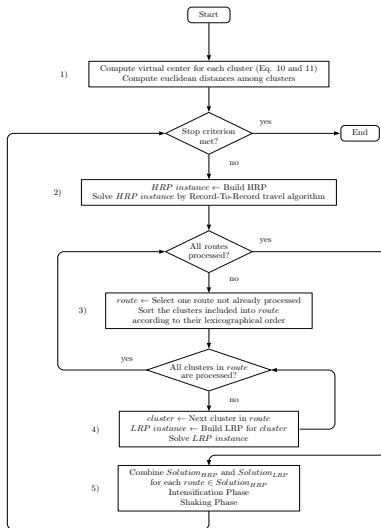 Start
1)
Compute virtual center for each cluster (Eq. 10 and 11)
Compute euclidean distances among clusters
Stop criterion
met?
yes
End
no
2)
HRP instance ← Build HRP
Solve HRP instance by Record-To-Record travel algorithm
All routes
processed?
yes
no
3)
route ← Select one route not already processed
Sort the clusters included into route
according to their lexicographical order
yes
All clusters in route
are processed?
no
4)
cluster ← Next cluster in route
LRP instance ← Build LRP for cluster
Solve LRP instance
5)
Combine Solution_HRP and Solution_LRP
for each route ∈ Solution_HRP
Intensification Phase
Shaking Phase